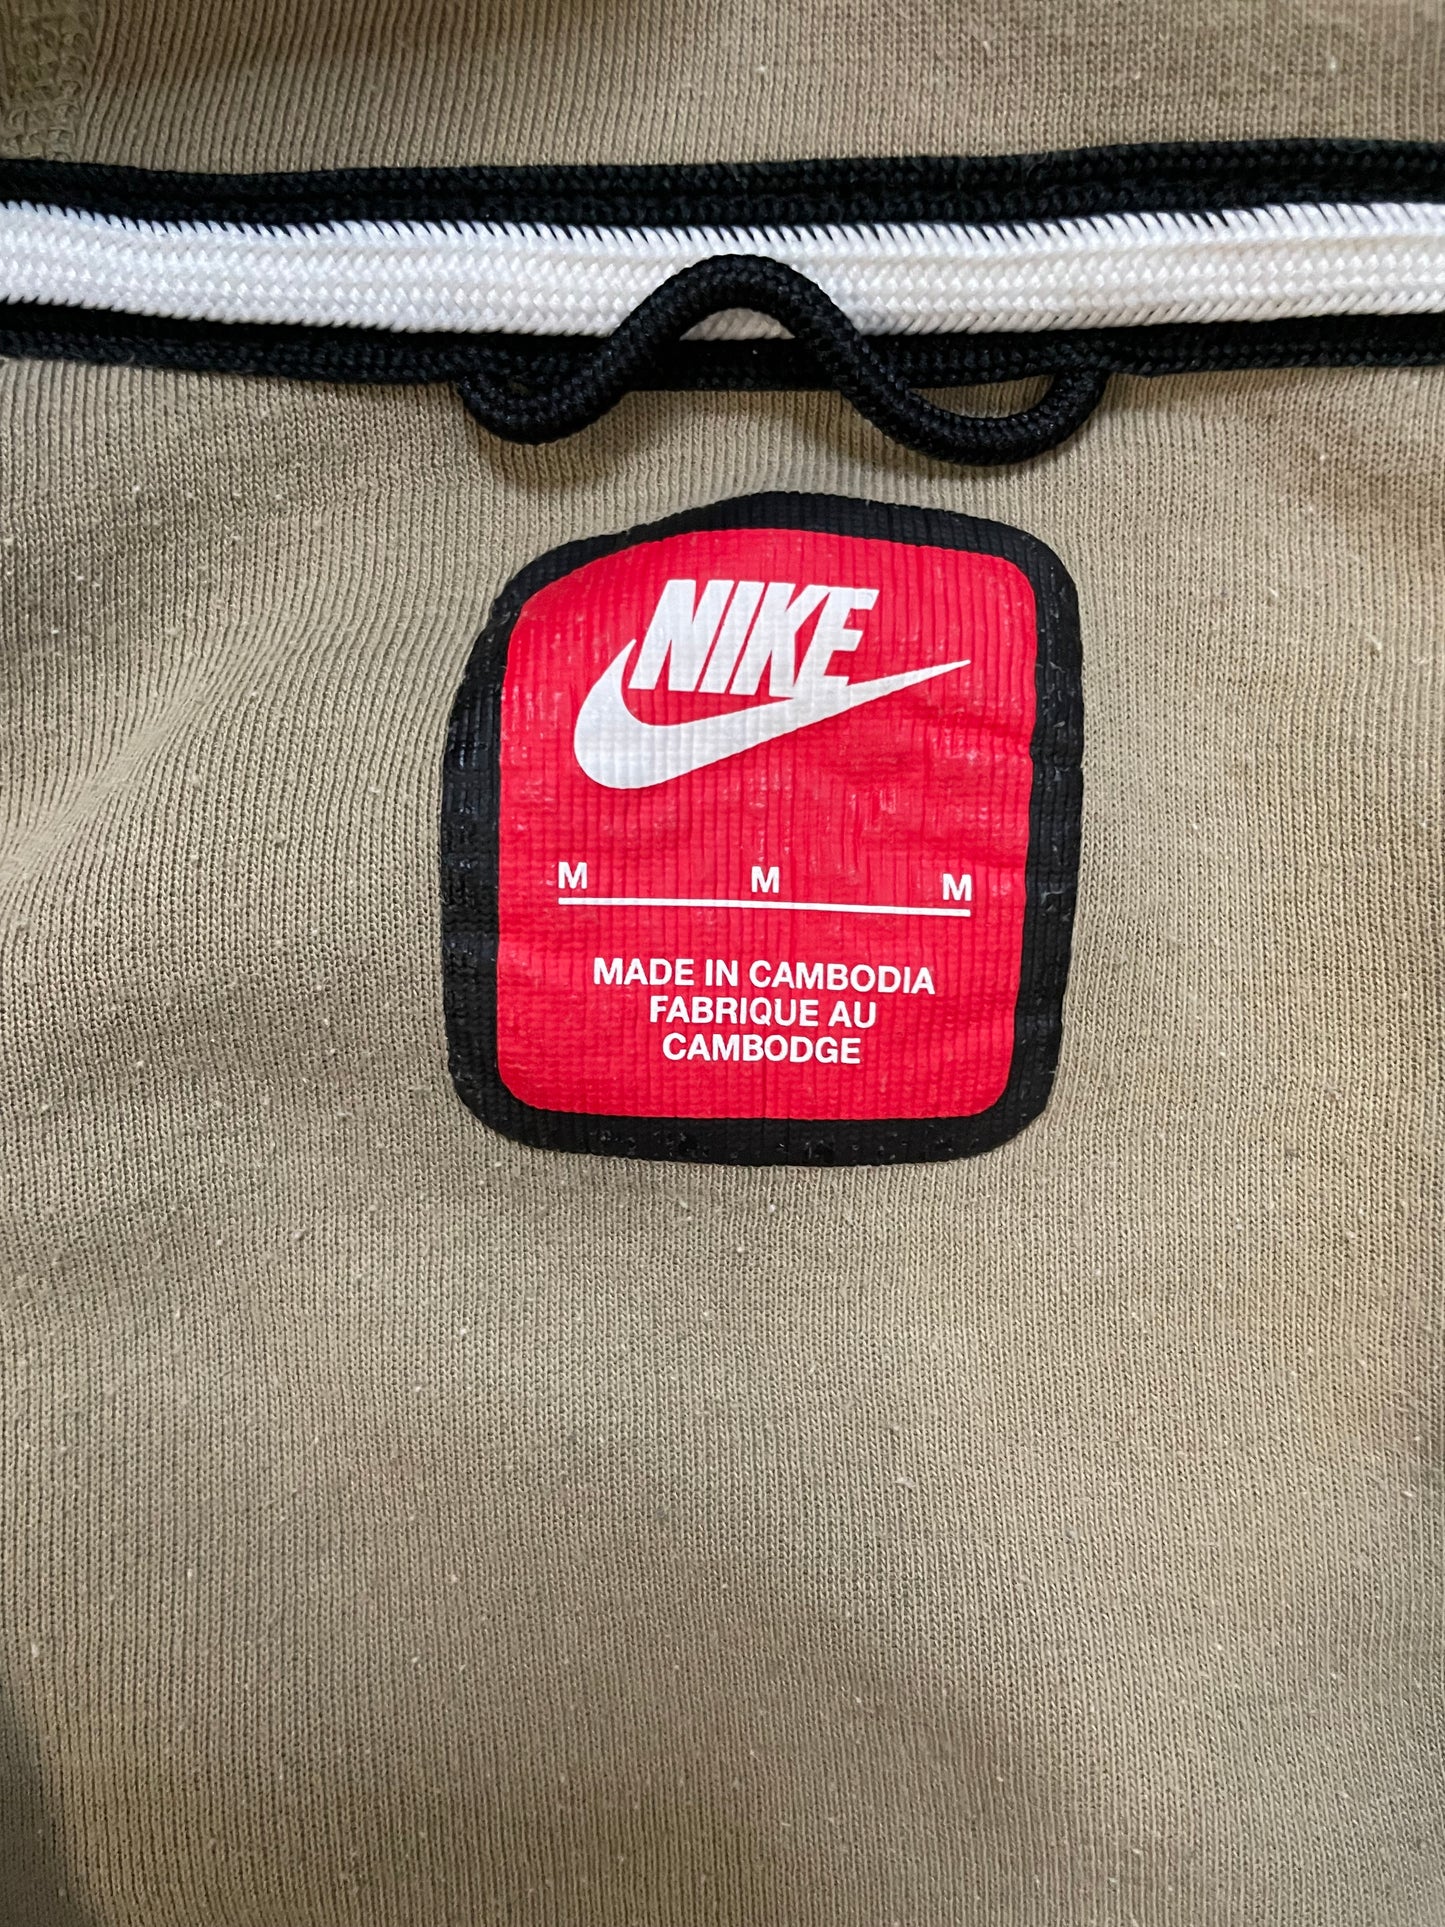 NIKE
M M M
MADE IN CAMBODIA
FABRIQUE AU
CAMBODGE